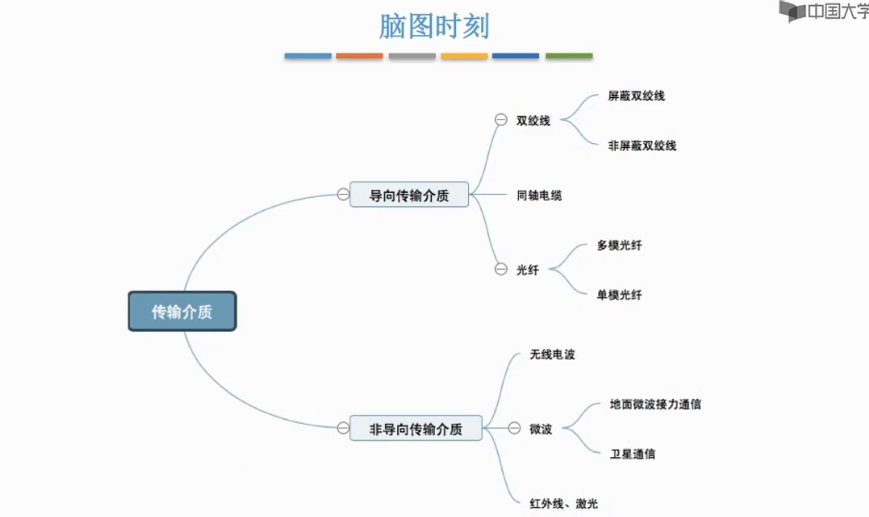 中国大学
脑图时刻
传输介质
导向传输介质
双绞线
屏蔽双绞线
非屏蔽双绞线
同轴电缆
光纤
多模光纤
单模光纤
非导向传输介质
无线电波
微波
地面微波接力通信
卫星通信
红外线、激光